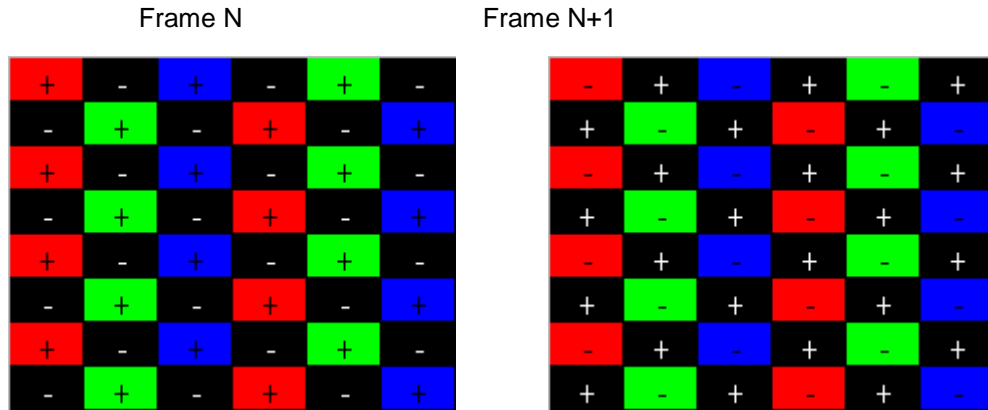 Frame N Frame N+1
+ - + - + - - + - + - +
- + - + - + + - + - + -
+ - + - + - - + - + - +
- + - + - + + - + - + -
+ - + - + - - + - + - +
- + - + - + + - + - + -
+ - + - + - - + - + - +
- + - + - + + - + - + -